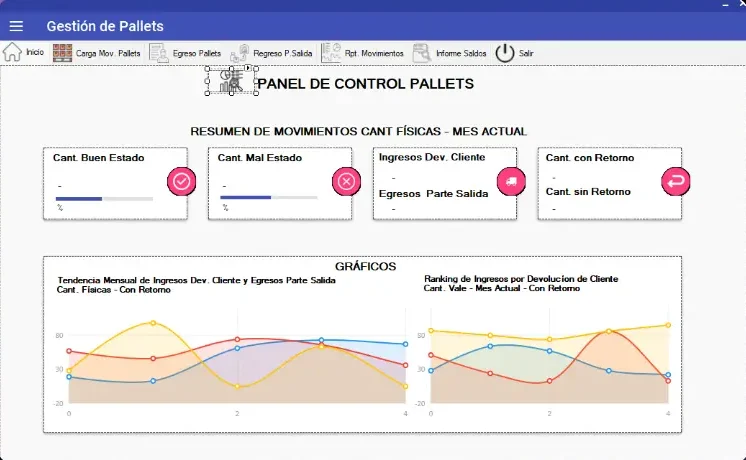 Gestión de Pallets
Inicio
Carga Mov. Pallets
Egreso Pallets
Regreso P.Salida
Rpt. Movimientos
Informe Saldos
Salir
PANEL DE CONTROL PALLETS
RESUMEN DE MOVIMIENTOS CANT FÍSICAS - MES ACTUAL
Cant. Buen Estado
-
%
Cant. Mal Estado
-
%
Ingresos Dev. Cliente
-
Egresos Parte Salida
-
Cant. con Retorno
-
Cant. sin Retorno
-
GRÁFICOS
Tendencia Mensual de Ingresos Dev. Cliente y Egresos Parte Salida
Cant. Físicas - Con Retorno
80
30
-20
0
2
4
Ranking de Ingresos por Devolucion de Cliente
Cant. Vale - Mes Actual - Con Retorno
80
30
-20
0
2
4